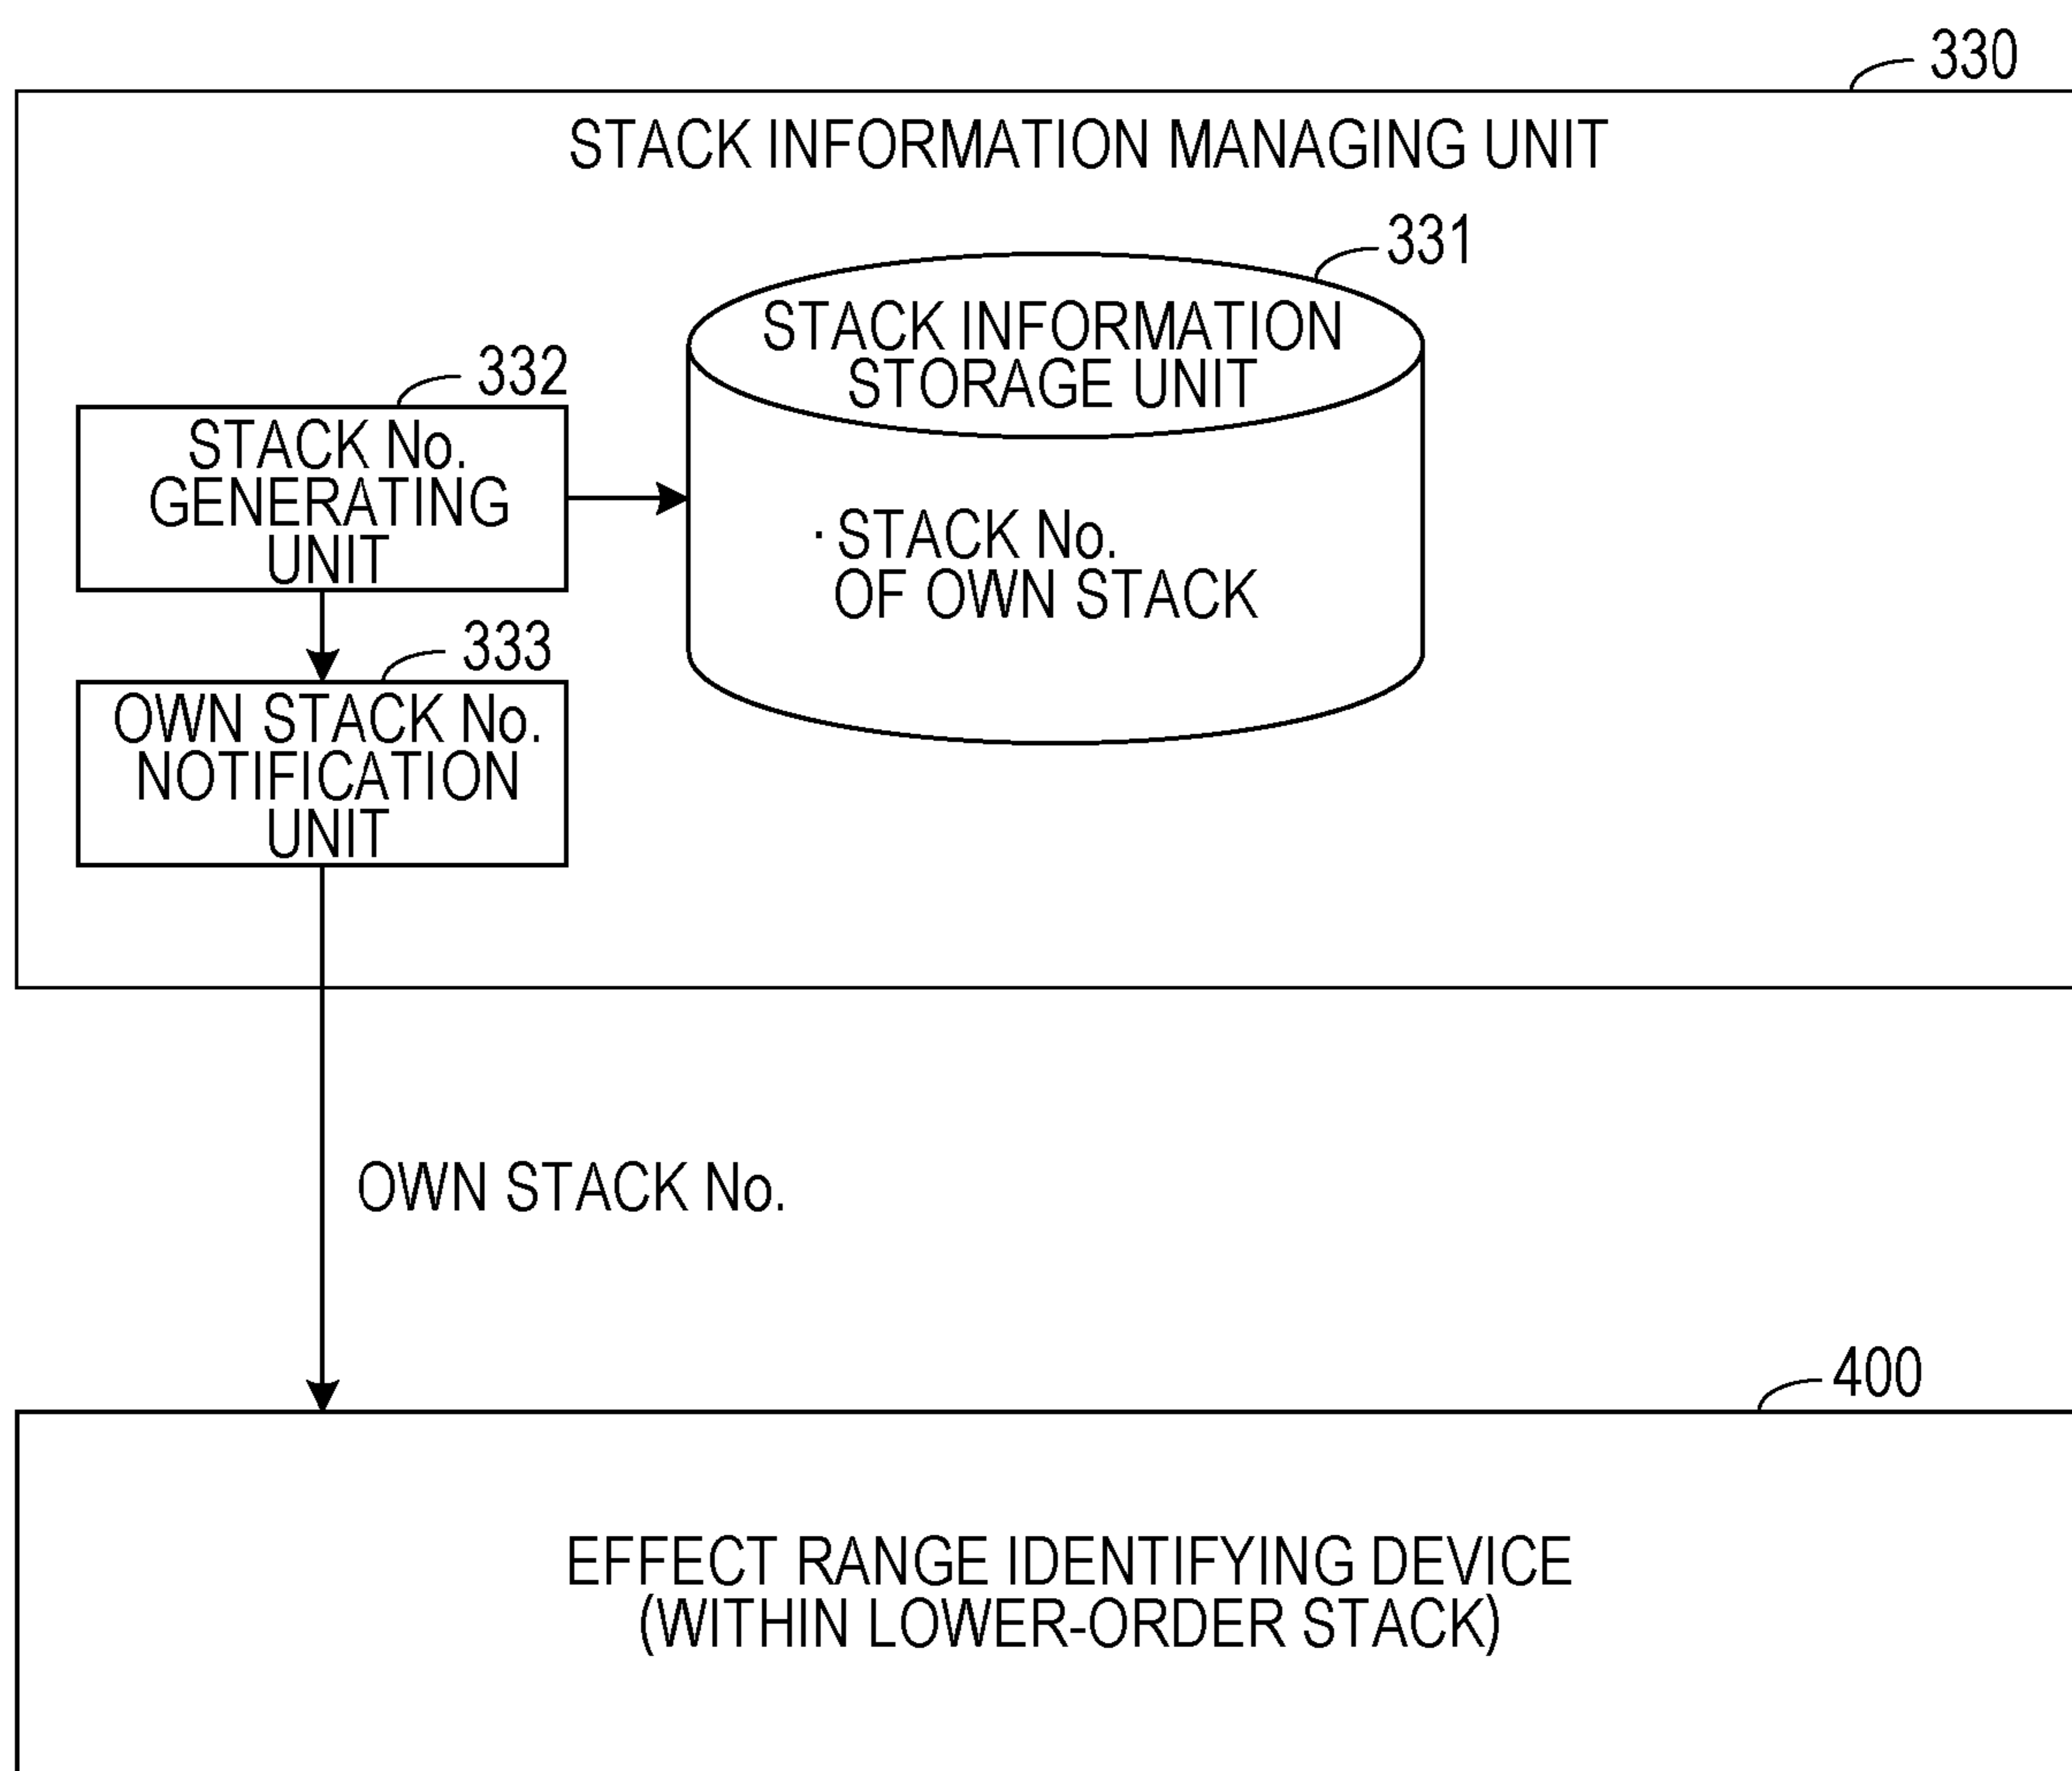 330
STACK INFORMATION MANAGING UNIT
331
STACK INFORMATION
STORAGE UNIT
332
STACK No.
GENERATING
UNIT
· STACK No.
OF OWN STACK
333
OWN STACK No.
NOTIFICATION
UNIT
OWN STACK No.
400
EFFECT RANGE IDENTIFYING DEVICE
(WITHIN LOWER-ORDER STACK)